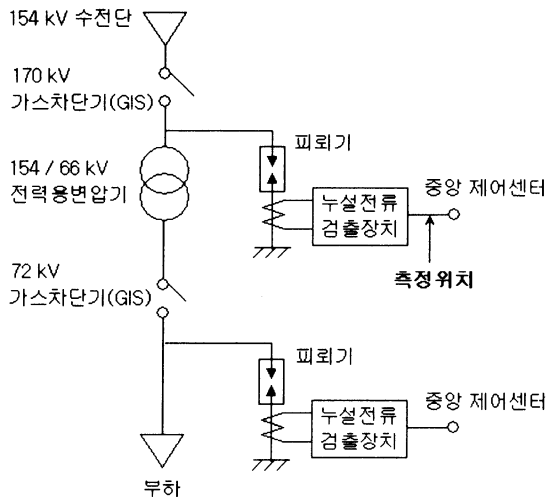 154 kV 수전단
170 kV
가스차단기(GIS)
피뢰기
154 / 66 kV
전력용변압기
누설전류
검출장치
중앙 제어센터
측정위치
72 kV
가스차단기(GIS)
피뢰기
누설전류
검출장치
중앙 제어센터
부하